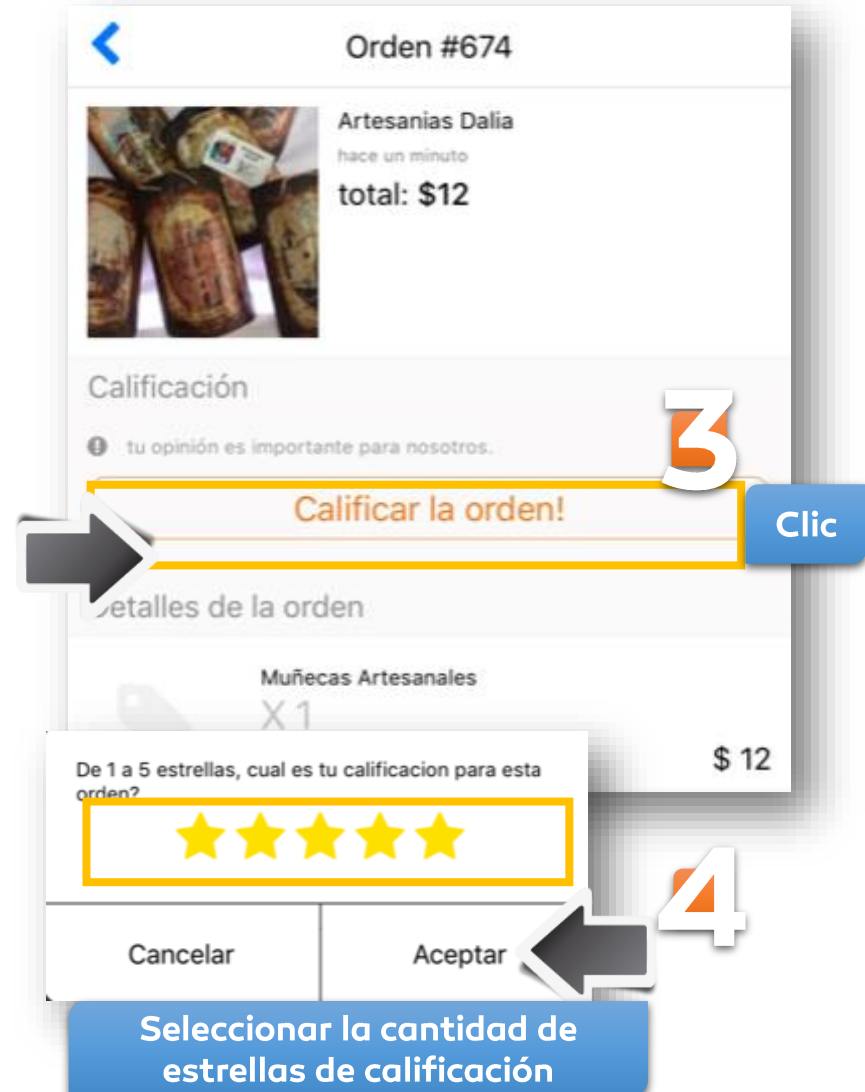 Orden #674
Artesanias Dalia
hace un minuto
total: $12
Calificación
tu opinión es importante para nosotros.
3
Calificar la orden!
Clic
Detalles de la orden
Muñecas Artesanales
X 1
$ 12
De 1 a 5 estrellas, cual es tu calificacion para esta
orden?
4
Cancelar
Aceptar
Seleccionar la cantidad de
estrellas de calificación